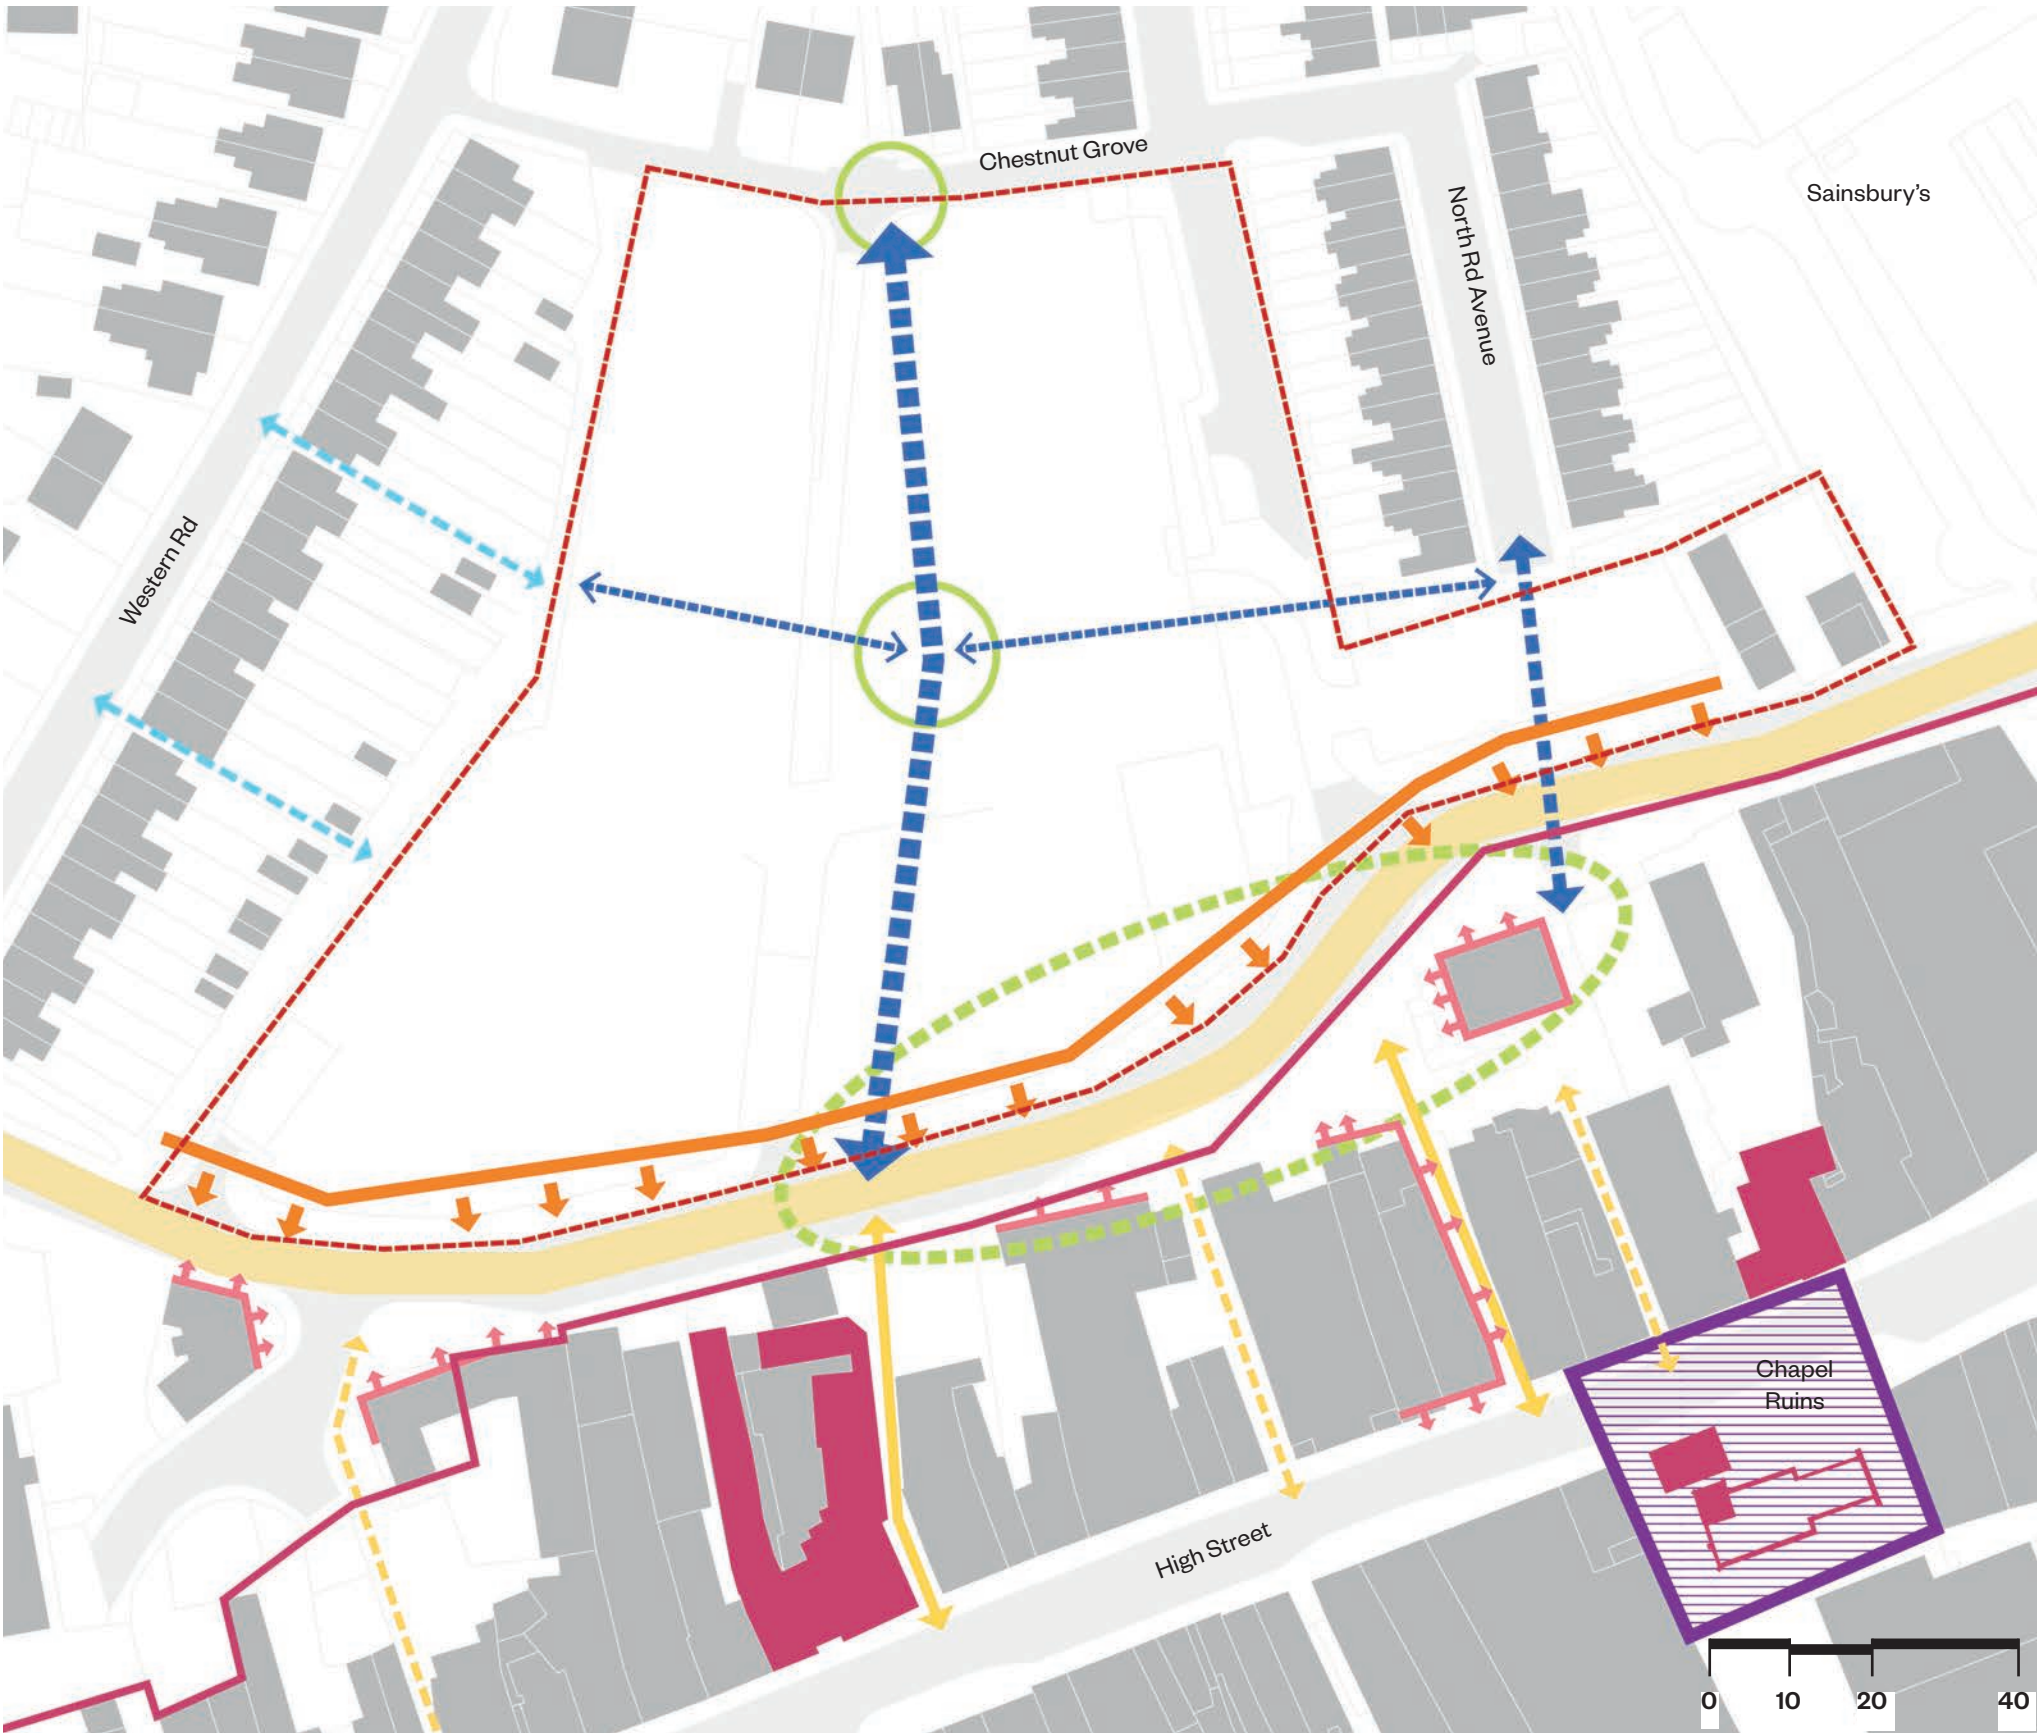 Chestnut Grove
North Rd Avenue
Sainsbury's
Western Rd
Chapel
Ruins
High Street
0 10 20 40